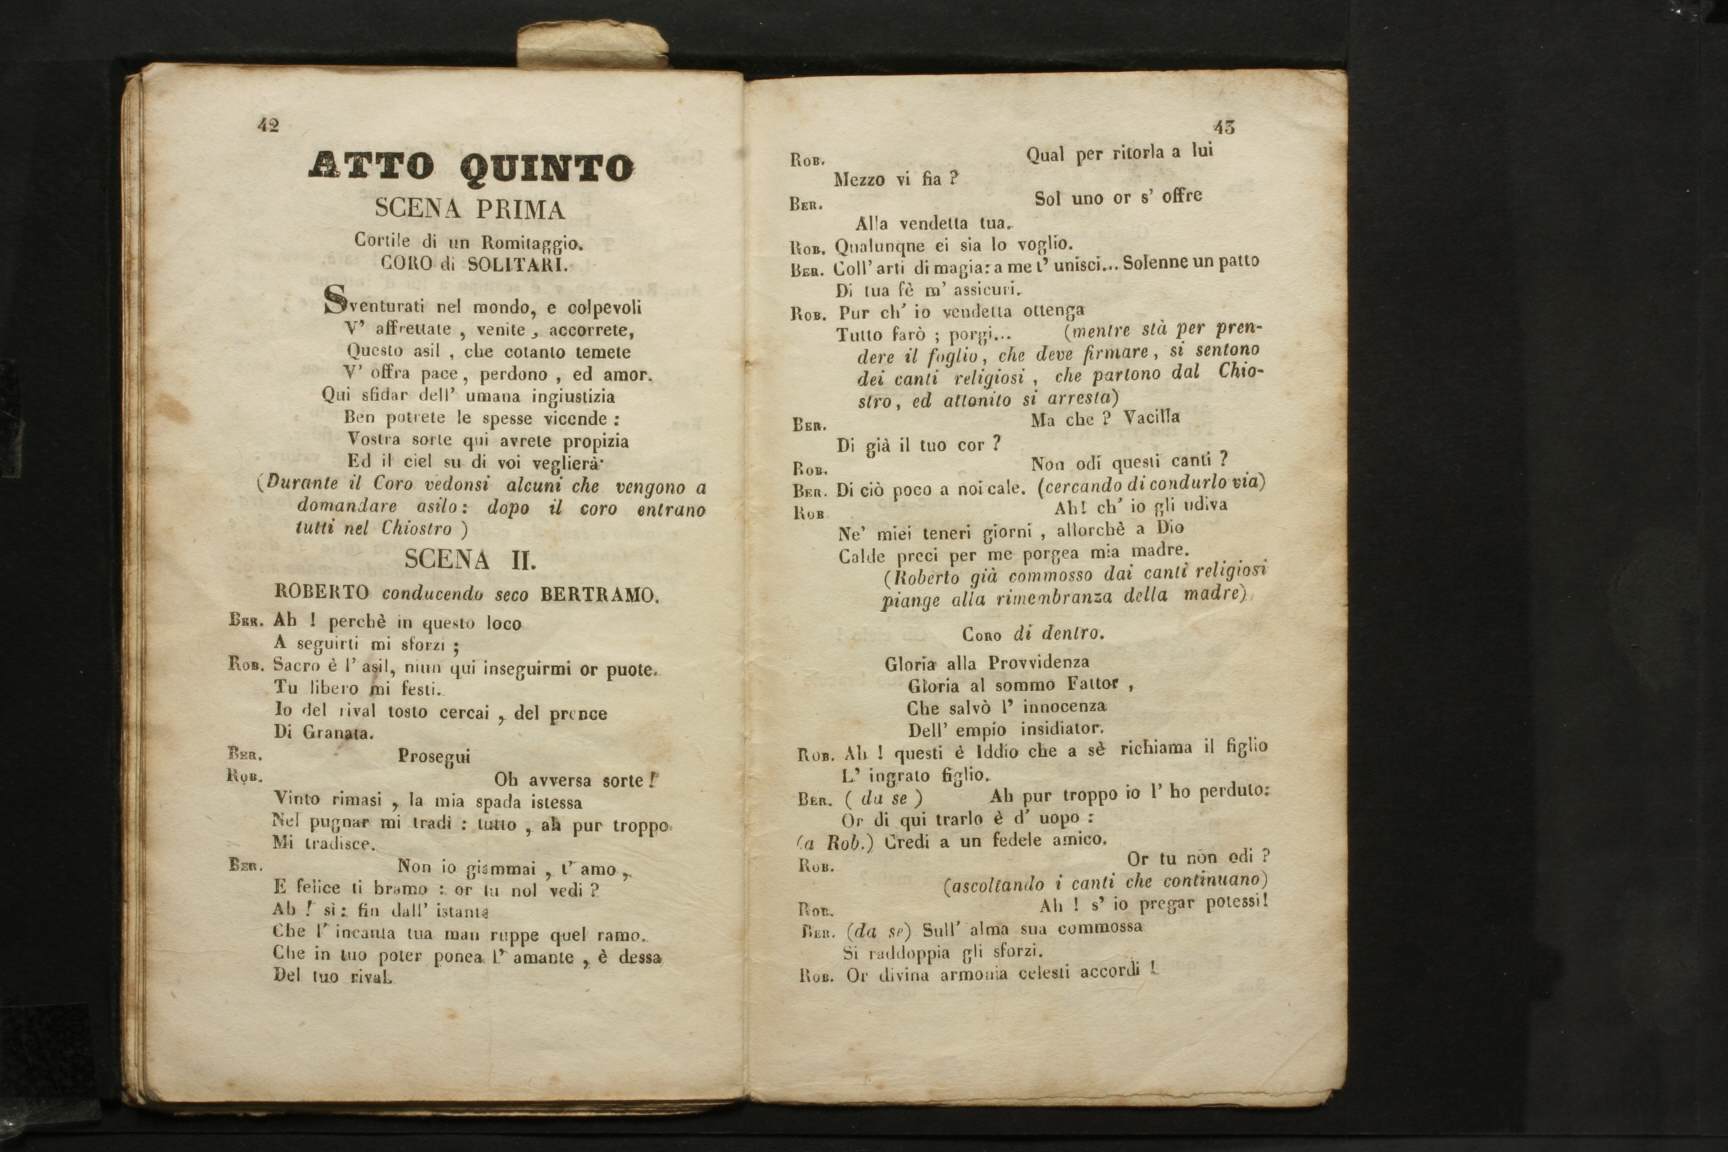 42
ATTO QUINTO
SCENA PRIMA
Cortile di un Romitaggio.
CORO di SOLITARI.
Sventurati nel mondo, e colpevoli
V' affrettate , venite , accorrete,
Questo asil , che cotanto temete
V' offra pace, perdono , ed amor.
Qui sfidar dell' umana ingiustizia
Ben potrete le spesse vicende :
Vostra sorte qui avrete propizia
Ed il ciel su di voi veglierà
(Durante il Coro vedonsi alcuni che vengono a
domandare asilo : dopo il coro entrano
tutti nel Chiostro )
SCENA II.
ROBERTO conducendo seco BERTRAMO.
BER. Ah ! perchè in questo loco
A seguirti mi sforzi ;
ROB. Sacro è l' asil, niun qui inseguirmi or puote.
Tu libero mi festi.
Io del rival tosto cercai , del prence
Di Granata.
BER. Prosegui
ROB. Oh avversa sorte !
Vinto rimasi , la mia spada istessa
Nel pugnar mi tradì : tutto , ah pur troppo
Mi tradisce.
BER. Non io giammai , t' amo ,
E felice ti bramo : or tu nol vedi ?
Ah ! sì : fin dall' istante
Che l' incanta tua man ruppe quel ramo.
Che in tuo poter ponea l' amante , è dessa
Del tuo rival.
43
ROB. Qual per ritorla a lui
Mezzo vi fia ?
BER. Sol uno or s' offre
Alla vendetta tua.
ROB. Qualunqne ei sia lo voglio.
BER. Coll' arti di magia: a me t' unisci... Solenne un patto
Di tua fè m' assicuri.
ROB. Pur ch' io vendetta ottenga
Tutto farò ; porgi... (mentre stà per pren-
dere il foglio, che deve firmare, si sentono
dei canti religiosi , che partono dal Chio-
stro, ed attonito si arresta)
BER. Ma che ? Vacilla
Di già il tuo cor ?
ROB. Non odi questi canti ?
BER. Di ciò poco a noi cale. (cercando di condurlo via)
ROB Ah! ch' io gli udiva
Ne' miei teneri giorni , allorchè a Dio
Calde preci per me porgea mia madre.
(Roberto già commosso dai canti religiosi
piange alla rimembranza della madre)
CORO di dentro.
Gloria alla Provvidenza
Gloria al sommo Fattor ,
Che salvò l' innocenza
Dell' empio insidiator.
ROB. Ah ! questi è Iddio che a sè richiama il figlio
L' ingrato figlio.
BER. ( da se ) Ah pur troppo io l' ho perduto:
Or di qui trarlo è d' uopo :
(a Rob.) Credi a un fedele amico.
ROB. Or tu non odi ?
(ascoltando i canti che continuano)
ROB. Ah ! s' io pregar potessi!
BER. (da se) Sull' alma sua commossa
Si raddoppia gli sforzi.
ROB. Or divina armonia celesti accordi !